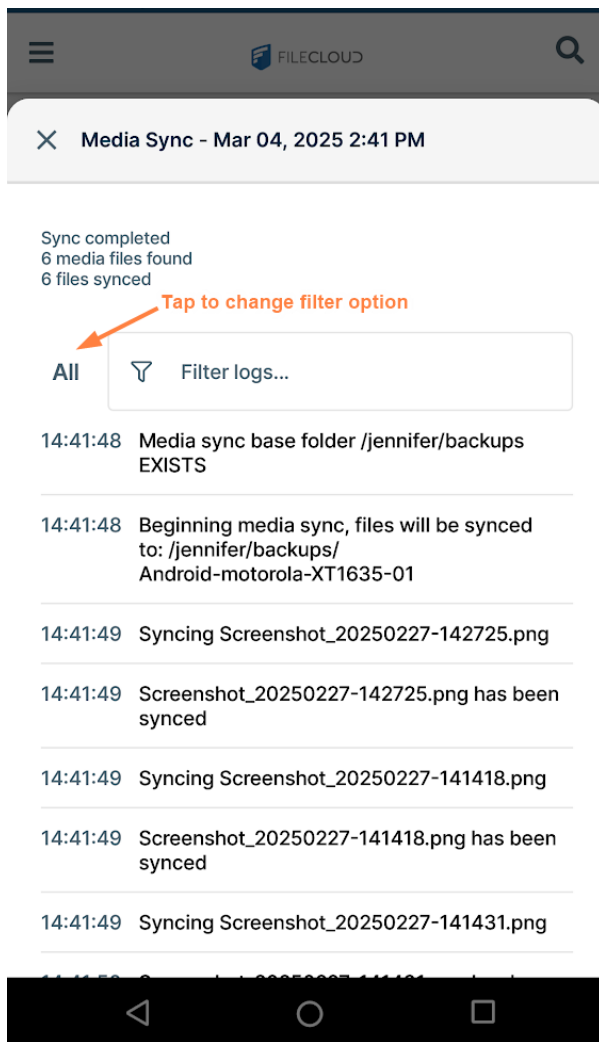 FILECLOUD
Media Sync - Mar 04, 2025 2:41 PM
Sync completed
6 media files found
6 files synced
Tap to change filter option
All
Filter logs...
14:41:48 Media sync base folder /jennifer/backups
EXISTS
14:41:48 Beginning media sync, files will be synced
to: /jennifer/backups/
Android-motorola-XT1635-01
14:41:49 Syncing Screenshot_20250227-142725.png
14:41:49 Screenshot_20250227-142725.png has been
synced
14:41:49 Syncing Screenshot_20250227-141418.png
14:41:49 Screenshot_20250227-141418.png has been
synced
14:41:49 Syncing Screenshot_20250227-141431.png